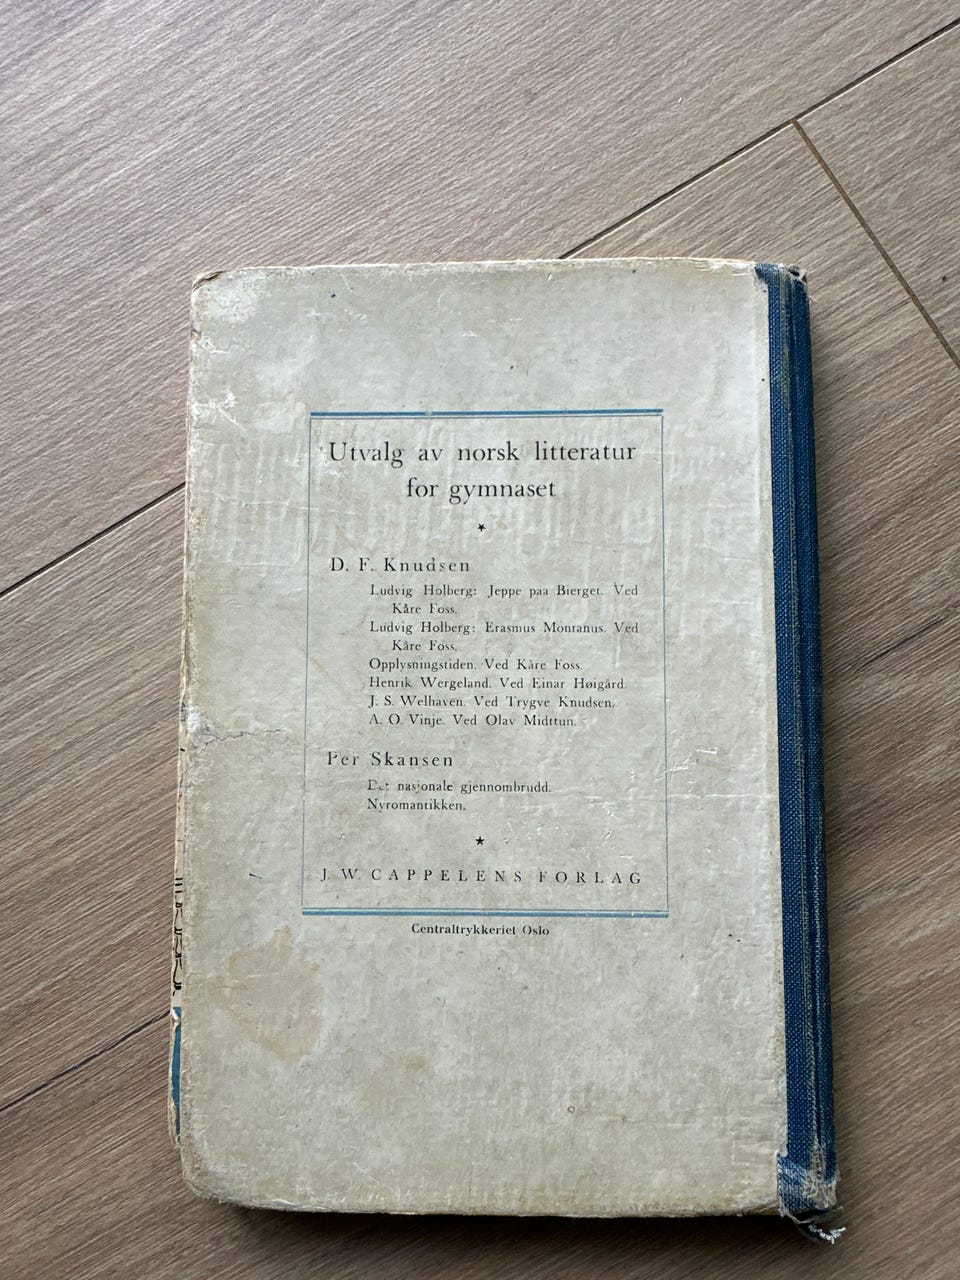 Utvalg av norsk litteratur
for gymnaset
*
D. F. Knudsen
Ludvig Holberg: Jeppe paa Bierget. Ved
Kåre Foss.
Ludvig Holberg: Erasmus Montanus. Ved
Kåre Foss.
Opplysningstiden. Ved Kåre Foss.
Henrik Wergeland. Ved Einar Høigård.
J. S. Welhaven. Ved Trygve Knudsen.
A. O. Vinje. Ved Olav Midttun.
Per Skansen
Det nasjonale gjennombrudd.
Nyromantikken.
*
J. W. CAPPELENS FORLAG
Centraltrykkeriet Oslo